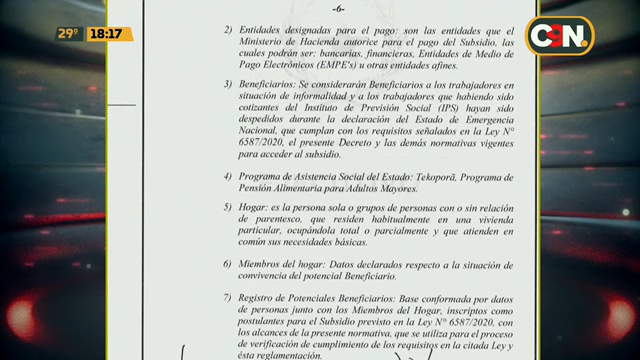 29º
18:17
C9N.
-6-
2) Entidades designadas para el pago: son las entidades que el
Ministerio de Hacienda autorice para el pago del Subsidio, las
cuales podrán ser: bancarias, financieras, Entidades de Medio de
Pago Electrónicos (EMPE's) u otras entidades afines.
3) Beneficiarios: Se considerarán Beneficiarios a los trabajadores en
situación de informalidad y a los trabajadores que habiendo sido
cotizantes del Instituto de Previsión Social (IPS) hayan sido
despedidos durante la declaración del Estado de Emergencia
Nacional, que cumplan con los requisitos señalados en la Ley N°
6587/2020, el presente Decreto y las demás normativas vigentes
para acceder al subsidio.
4) Programa de Asistencia Social del Estado: Tekoporã, Programa de
Pensión Alimentaria para Adultos Mayores.
5) Hogar: es la persona sola o grupos de personas con o sin relación
de parentesco, que residen habitualmente en una vivienda
particular, ocupándola total o parcialmente y que atienden en
común sus necesidades básicas.
6) Miembros del hogar: Datos declarados respecto a la situación de
convivencia del potencial Beneficiario.
7) Registro de Potenciales Beneficiarios: Base conformada por datos
de personas junto con los Miembros del Hogar, inscriptos como
postulantes para el Subsidio previsto en la Ley N° 6587/2020, con
los alcances de la presente normativa, que se utiliza para el proceso
de verificación de cumplimiento de los requisitos en la citada Ley y
ésta reglamentación.